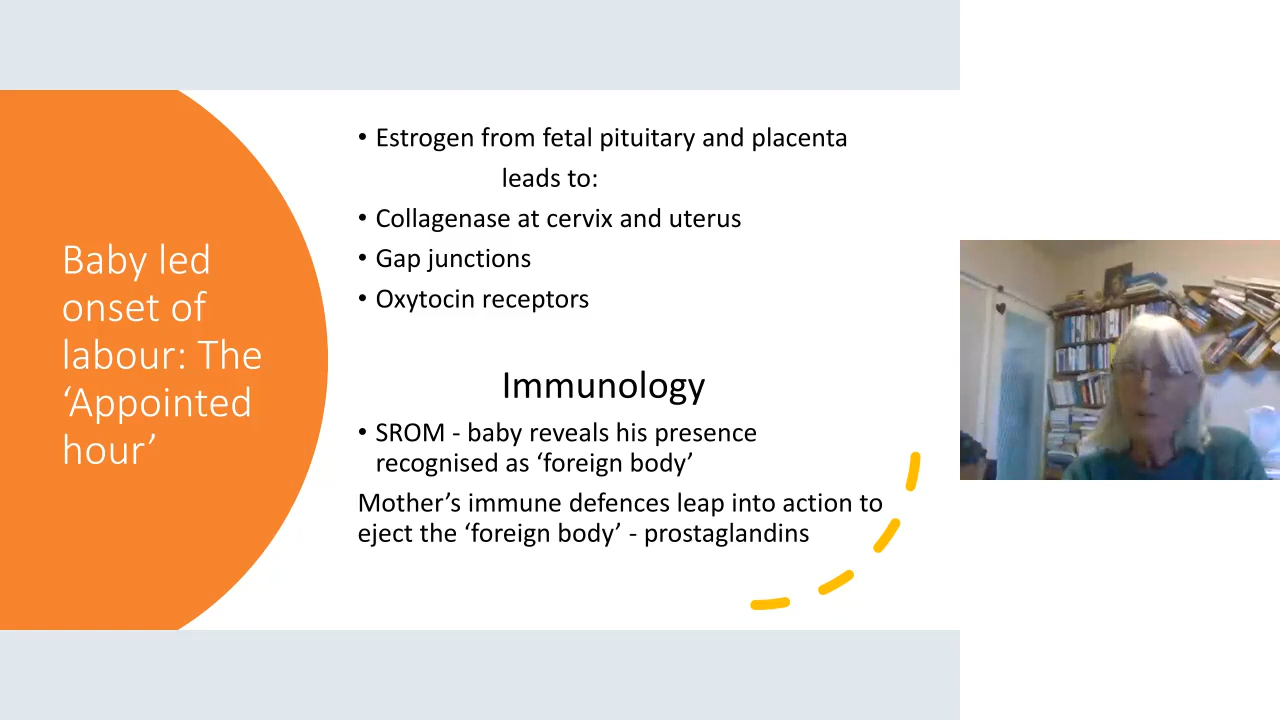 Baby led
onset of
labour: The
‘Appointed
hour’
• Estrogen from fetal pituitary and placenta
leads to:
• Collagenase at cervix and uterus
• Gap junctions
• Oxytocin receptors
Immunology
• SROM - baby reveals his presence
recognised as ‘foreign body’
Mother’s immune defences leap into action to
eject the ‘foreign body’ - prostaglandins